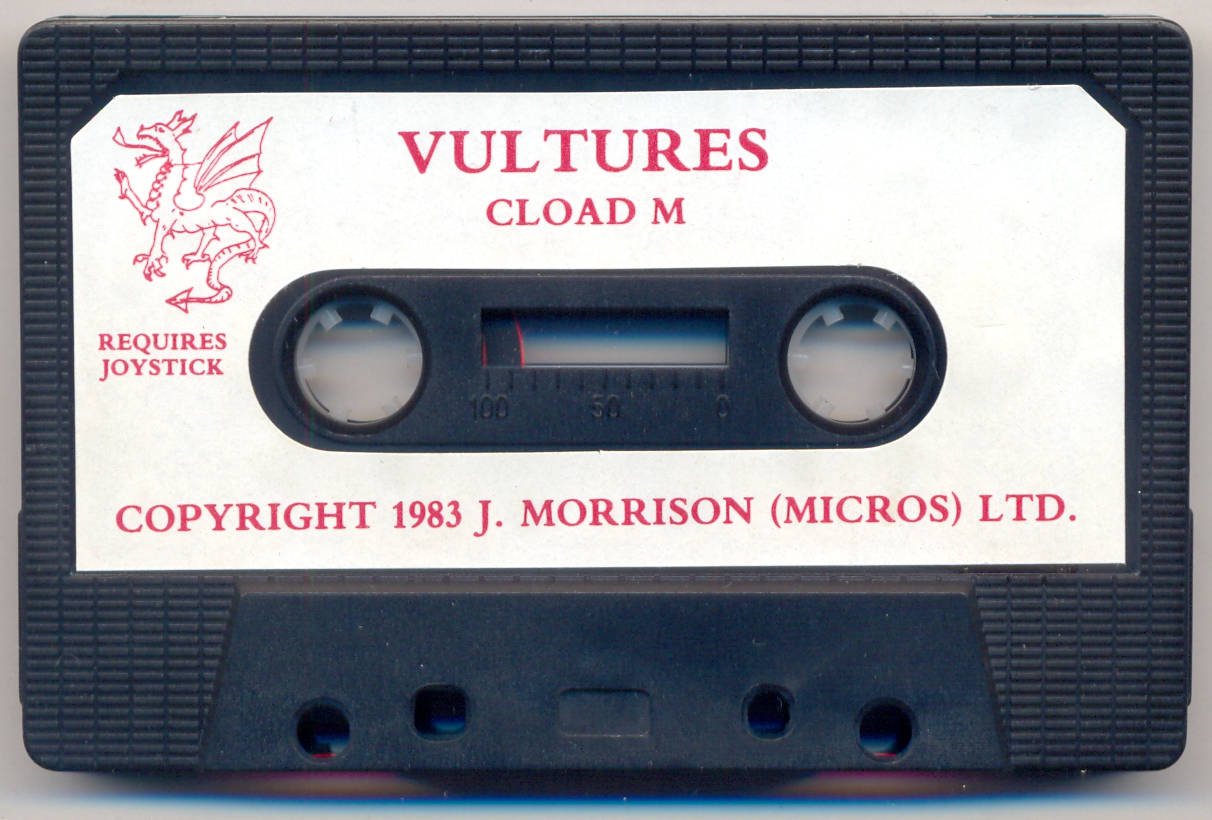 VULTURES
CLOAD M
REQUIRES
JOYSTICK
100 50 0
COPYRIGHT 1983 J. MORRISON (MICROS) LTD.